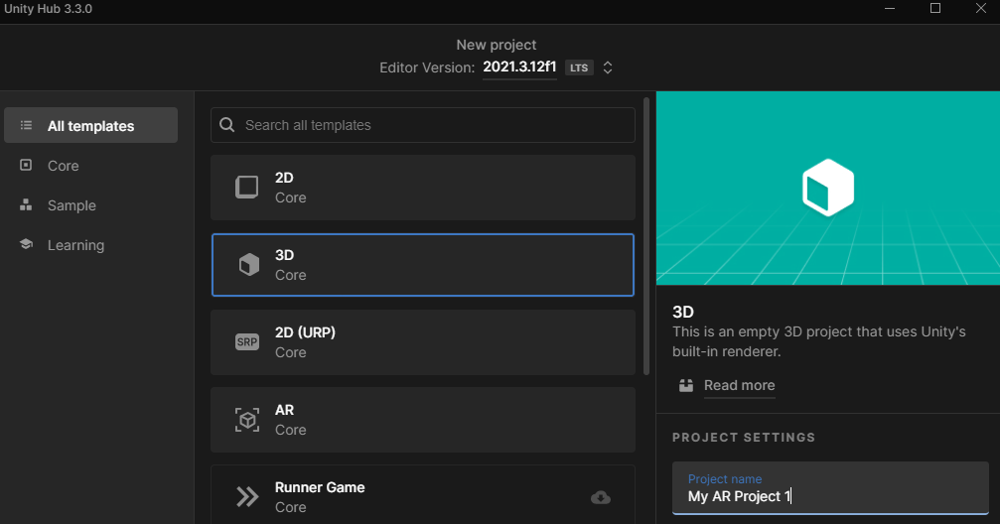 Unity Hub 3.3.0
New project
Editor Version: 2021.3.12f1 LTS
All templates
Core
Sample
Learning
Search all templates
2D
Core
3D
Core
SRP
2D (URP)
Core
AR
Core
Runner Game
Core
3D
This is an empty 3D project that uses Unity's
built-in renderer.
Read more
PROJECT SETTINGS
Project name
My AR Project 1